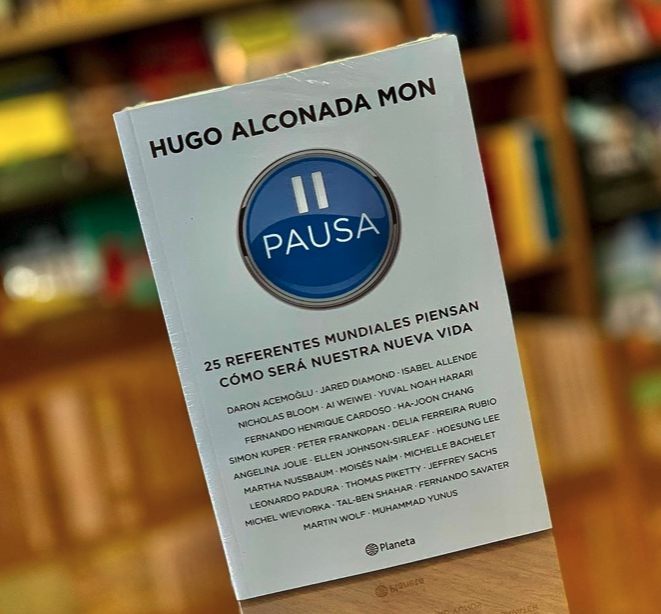 HUGO ALCONADA MON
PAUSA
25 REFERENTES MUNDIALES PIENSAN
CÓMO SERÁ NUESTRA NUEVA VIDA
DARON ACEMOĞLU · JARED DIAMOND · ISABEL ALLENDE
NICHOLAS BLOOM · AI WEIWEI · YUVAL NOAH HARARI
FERNANDO HENRIQUE CARDOSO · HA-JOON CHANG
SIMON KUPER · PETER FRANKOPAN · DELIA FERREIRA RUBIO
ANGELINA JOLIE · ELLEN JOHNSON-SIRLEAF · HOESUNG LEE
MARTHA NUSSBAUM · MOISÉS NAÍM · MICHELLE BACHELET
LEONARDO PADURA · THOMAS PIKETTY · JEFFREY SACHS
MICHEL WIEVIORKA · TAL-BEN SHAHAR · FERNANDO SAVATER
MARTIN WOLF · MUHAMMAD YUNUS
Planeta